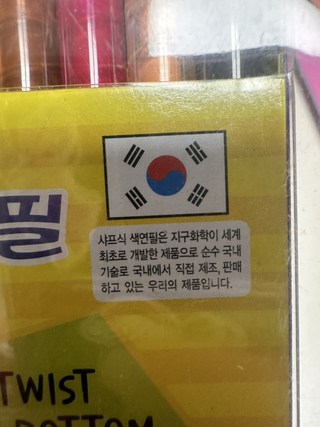 필
샤프식 색연필은 지구화학이 세계
최초로 개발한 제품으로 순수 국내
기술로 국내에서 직접 제조, 판매
하고 있는 우리의 제품입니다.
TWIST
BOTTOM